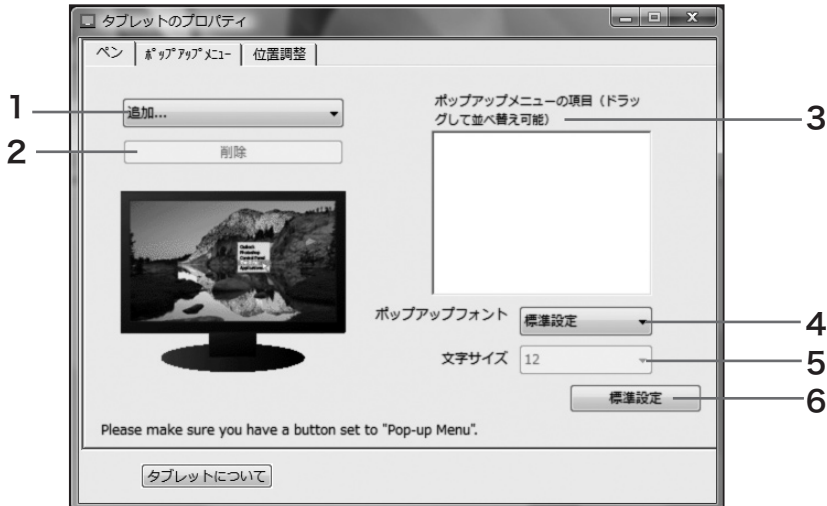 タブレットのプロパティ
ペン
ﾎﾟｯﾌﾟｱｯﾌﾟﾒﾆｭｰ
位置調整
1
追加...
2
削除
ポップアップメニューの項目（ドラッ
グして並べ替え可能）
3
ポップアップフォント
標準設定
4
文字サイズ
12
5
標準設定
6
Please make sure you have a button set to "Pop-up Menu".
タブレットについて